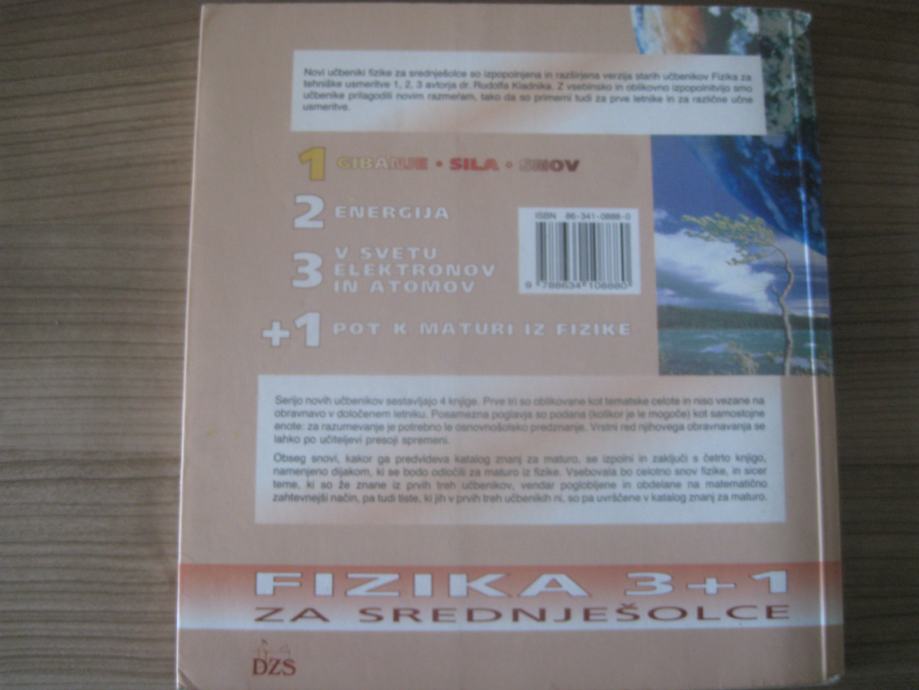 Novi učbeniki fizike za srednješolce so izpopolnjena in razširjena verzija starih učbenikov Fizika za
tehniške usmeritve 1, 2, 3 avtorja dr. Rudolfa Kladnika. Z vsebinsko in oblikovno izpopolnitvijo smo
učbenike prilagodili novim razmeram, tako da so primerni tudi za prve letnike in za različne učne
usmeritve.
1 GIBANJE • SILA • SNOV
2 ENERGIJA
ISBN 86-341-0888-0
3 V SVETU
ELEKTRONOV
IN ATOMOV
9 788634 108880
+1 POT K MATURI IZ FIZIKE
Serijo novih učbenikov sestavljajo 4 knjige. Prve tri so oblikovane kot tematske celote in niso vezane na
obravnavo v določenem letniku. Posamezna poglavja so podana (kolikor je le mogoče) kot samostojne
enote: za razumevanje je potrebno le osnovnošolsko predznanje. Vrstni red njihovega obravnavanja se
lahko po učiteljevi presoji spremeni.
Obseg snovi, kakor ga predvideva katalog znanj za maturo, se izpolni in zaključi s četrto knjigo,
namenjeno dijakom, ki se bodo odločili za maturo iz fizike. Vsebovala bo celotno snov fizike, in sicer
teme, ki so že znane iz prvih treh učbenikov, vendar poglobljene in obdelane na matematično
zahtevnejši način, pa tudi tiste, ki jih v prvih treh učbenikih ni, so pa uvrščene v katalog znanj za maturo.
FIZIKA 3+1
ZA SREDNJEŠOLCE
DZS